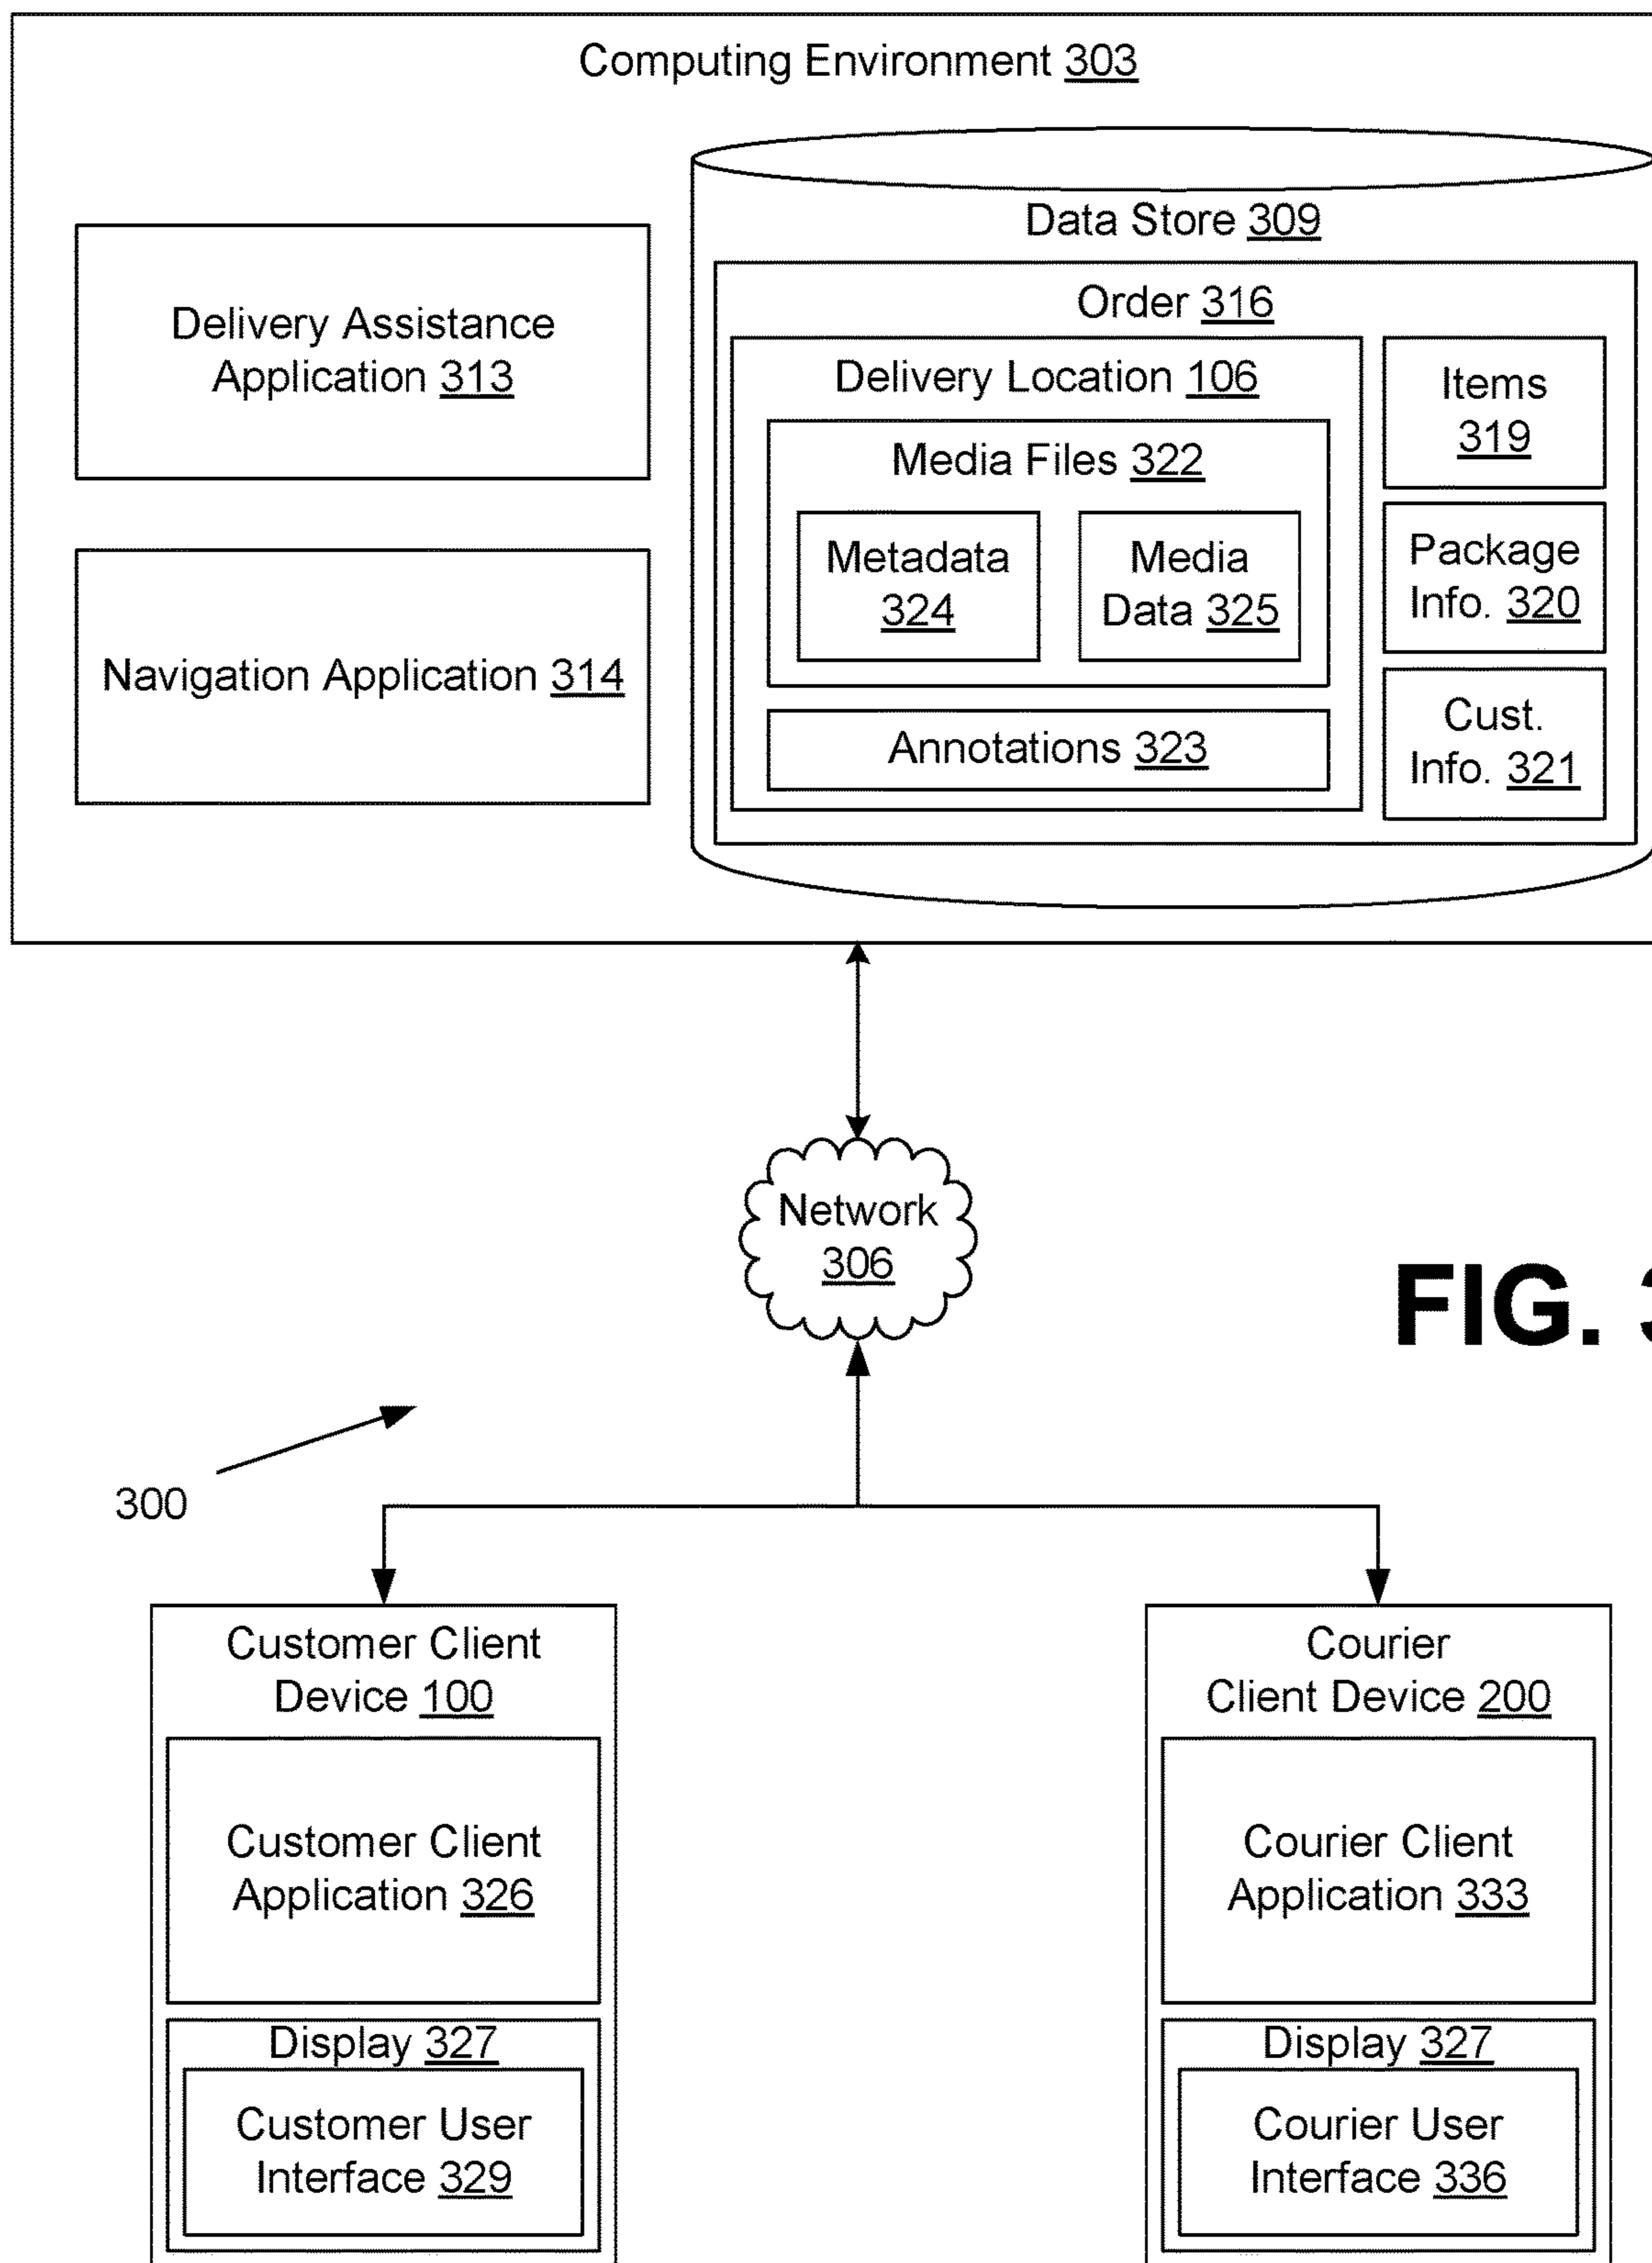 Computing Environment 303
Data Store 309
Order 316
Delivery Assistance
Application 313
Navigation Application 314
Delivery Location 106
Media Files 322
Metadata
324
Media
Data 325
Annotations 323
Items
319
Package
Info. 320
Cust.
Info. 321
Network
306
FIG. 3
300
Customer Client
Device 100
Customer Client
Application 326
Display 327
Customer User
Interface 329
Courier
Client Device 200
Courier Client
Application 333
Display 327
Courier User
Interface 336